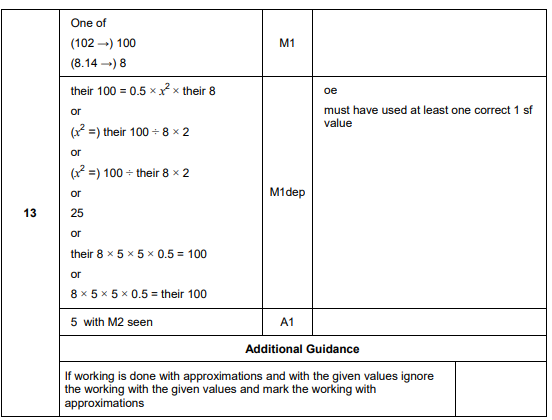 One of
(102 →) 100
M1
(8.14 →) 8
13
their 100 = 0.5 × x² × their 8
or
(x² =) their 100 ÷ 8 × 2
or
(x² =) 100 ÷ their 8 × 2
or
25
or
their 8 × 5 × 5 × 0.5 = 100
or
8 × 5 × 5 × 0.5 = their 100
M1dep
oe
must have used at least one correct 1 sf
value
5 with M2 seen
A1
Additional Guidance
If working is done with approximations and with the given values ignore
the working with the given values and mark the working with
approximations